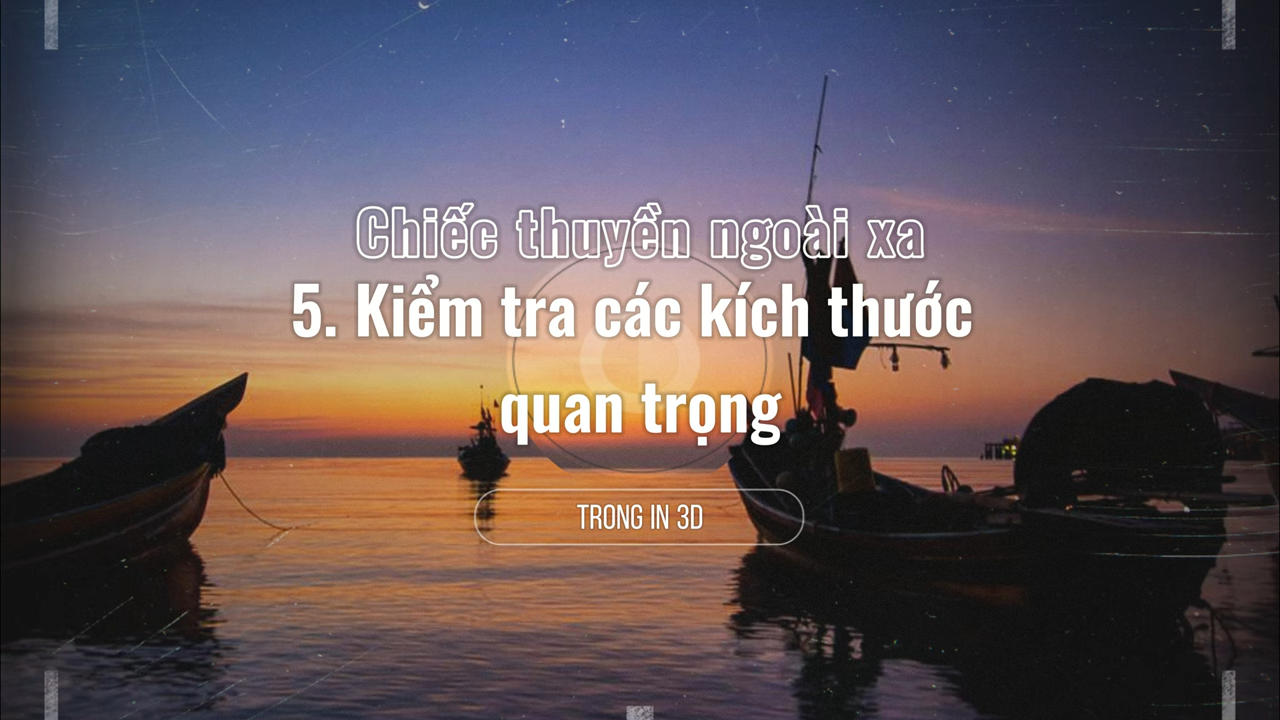 Chiếc thuyền ngoài xa
5. Kiểm tra các kích thước
quan trọng
TRONG IN 3D